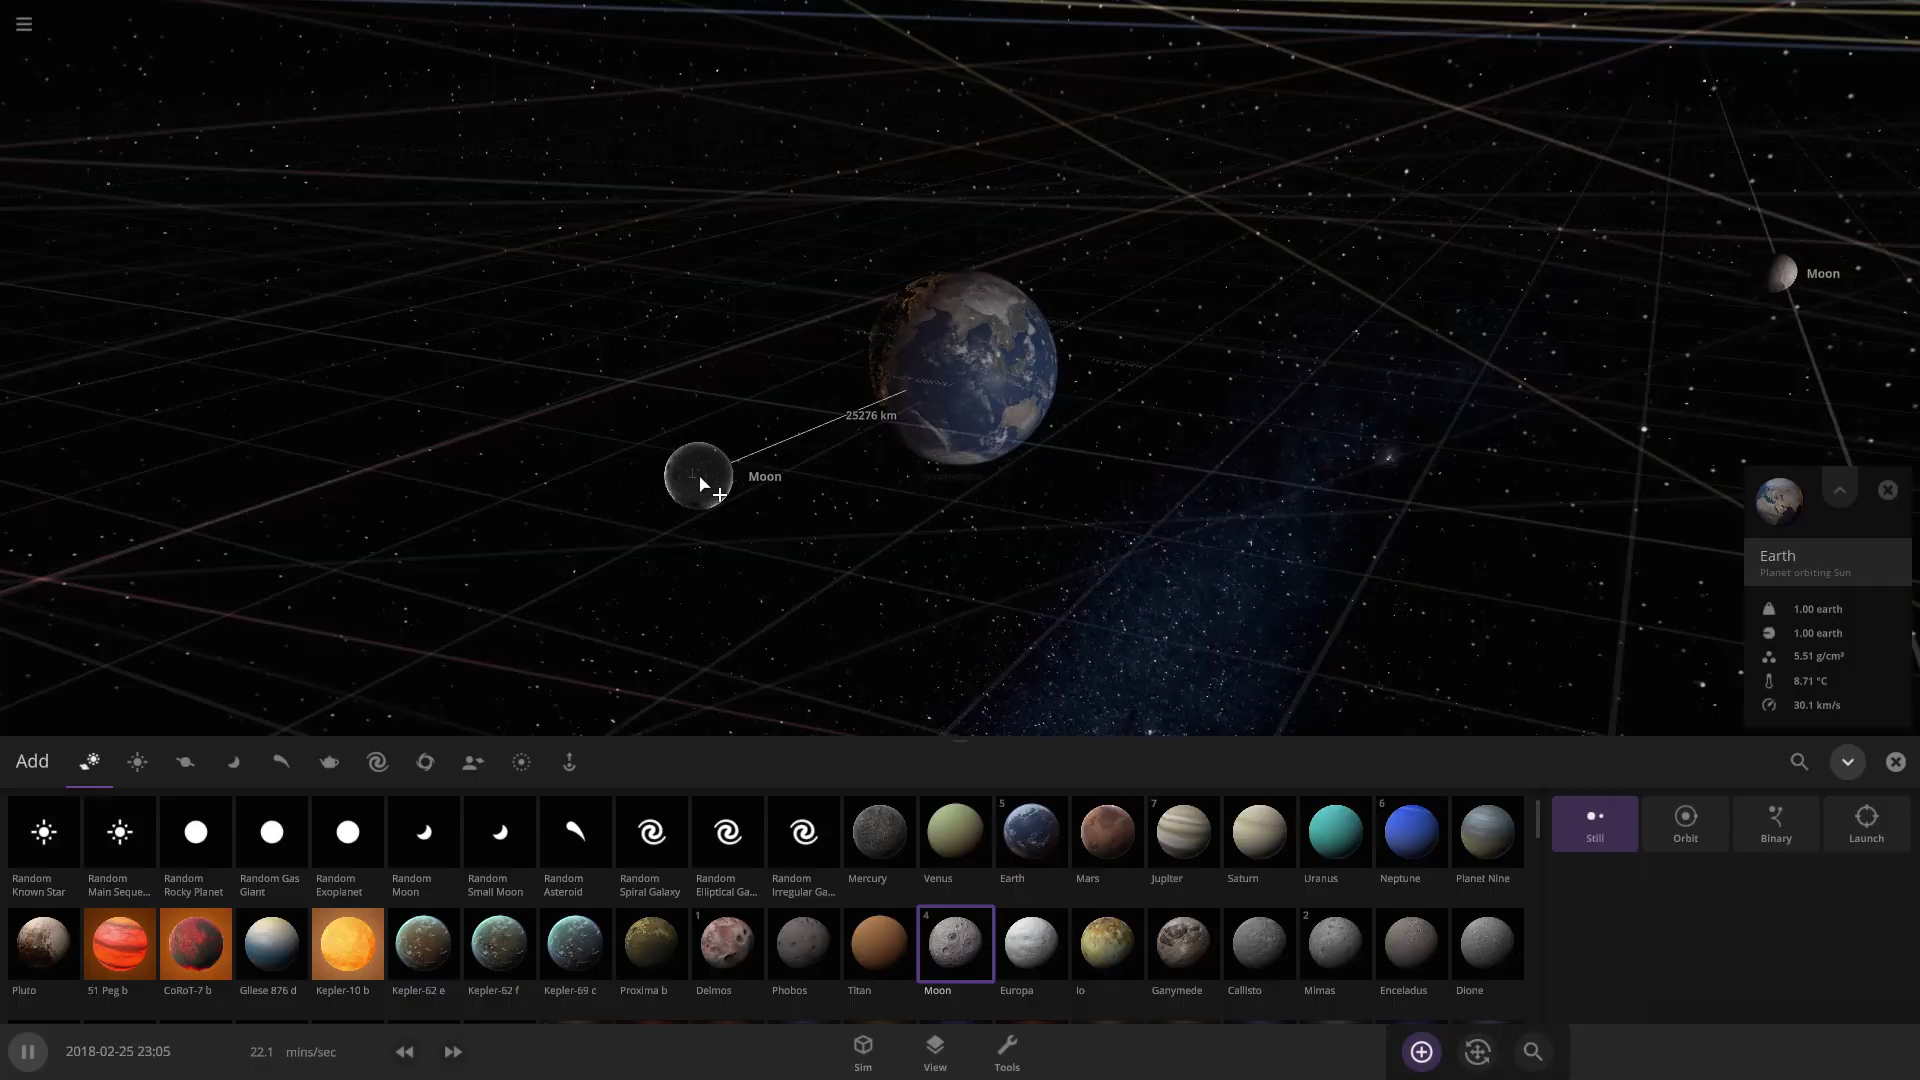 Moon
25276 km
Moon
Earth
Planet orbiting Sun
1.00 earth
1.00 earth
5.51 g/cm³
8.71 °C
30.1 km/s
Add
5
7
6
Still
Orbit
Binary
Launch
Random Known Star
Random Main Seque...
Random Rocky Planet
Random Gas Giant
Random Exoplanet
Random Moon
Random Small Moon
Random Asteroid
Random Spiral Galaxy
Random Elliptical Ga...
Random Irregular Ga...
Mercury
Venus
Earth
Mars
Jupiter
Saturn
Uranus
Neptune
Planet Nine
1
4
2
Pluto
51 Peg b
CoRoT-7 b
Gliese 876 d
Kepler-10 b
Kepler-62 e
Kepler-62 f
Kepler-69 c
Proxima b
Deimos
Phobos
Titan
Moon
Europa
Io
Ganymede
Callisto
Mimas
Enceladus
Dione
2018-02-25 23:05
22.1 mins/sec
Sim
View
Tools